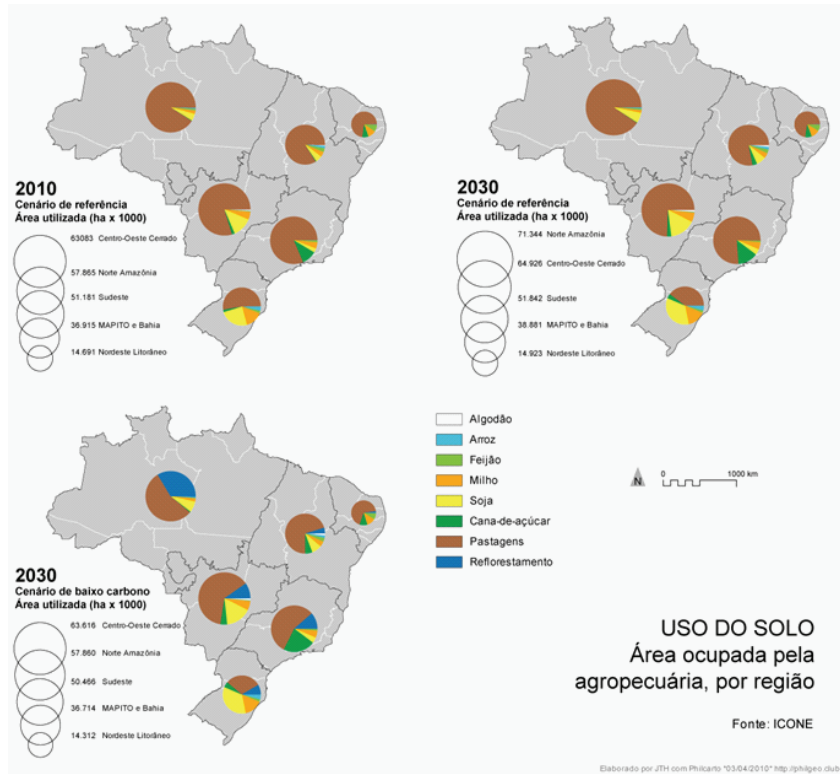 2010
Cenário de referência
Área utilizada (ha x 1000)
63083 Centro-Oeste Cerrado
57.865 Norte Amazônia
51.181 Sudeste
36.915 MAPITO e Bahia
14.691 Nordeste Litorâneo
2030
Cenário de referência
Área utilizada (ha x 1000)
71.344 Norte Amazônia
64.926 Centro-Oeste Cerrado
51.842 Sudeste
38.881 MAPITO e Bahia
14.923 Nordeste Litorâneo
2030
Cenário de baixo carbono
Área utilizada (ha x 1000)
63.616 Centro-Oeste Cerrado
57.860 Norte Amazônia
50.466 Sudeste
36.714 MAPITO e Bahia
14.312 Nordeste Litorâneo
Algodão
Arroz
Feijão
Milho
Soja
Cana-de-açúcar
Pastagens
Reflorestamento
N
0 1000 km
USO DO SOLO
Área ocupada pela
agropecuária, por região
Fonte: ICONE
Elaborado por JTH com Philcarto "03/04/2010" http://philgeo.club